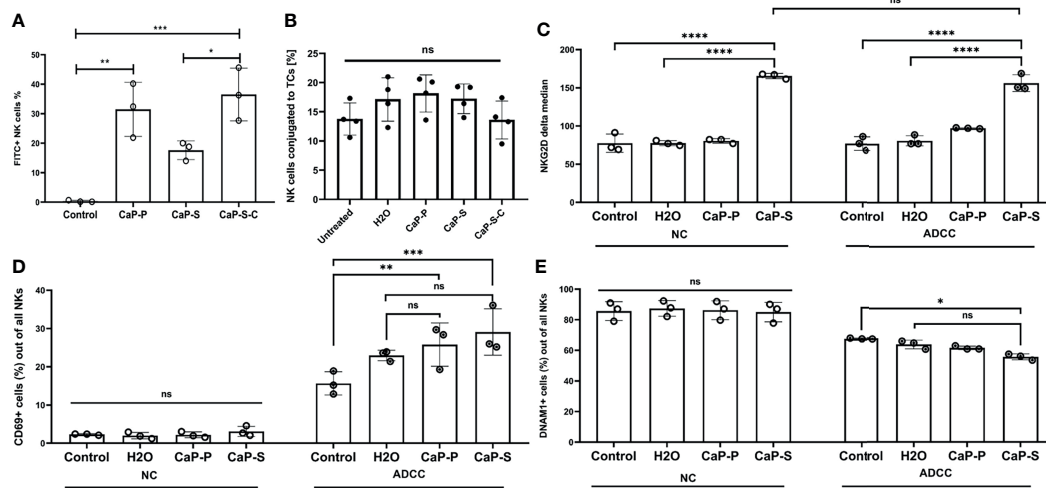 A
***
**
*
FITC+ NK cells %
50
40
30
20
10
0
Control CaP-P CaP-S CaP-S-C
B
ns
NK cells conjugated to TCs [%]
25
20
15
10
5
0
Untreated H2O CaP-P CaP-S CaP-S-C
C
ns
**** ****
**** ****
NKG2D delta median
200
150
100
50
0
Control H2O CaP-P CaP-S Control H2O CaP-P CaP-S
NC ADCC
D
***
**
ns
ns
ns
CD69+ cells (%) out of all NKs
40
30
20
10
0
Control H2O CaP-P CaP-S Control H2O CaP-P CaP-S
NC ADCC
E
ns
*
ns
DNAM1+ cells (%) out of all NKs
100
80
60
40
20
0
Control H2O CaP-P CaP-S Control H2O CaP-P CaP-S
NC ADCC